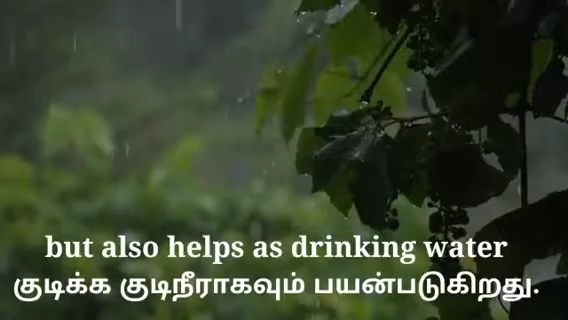 but also helps as drinking water
குடிக்க குடிநீராகவும் பயன்படுகிறது.